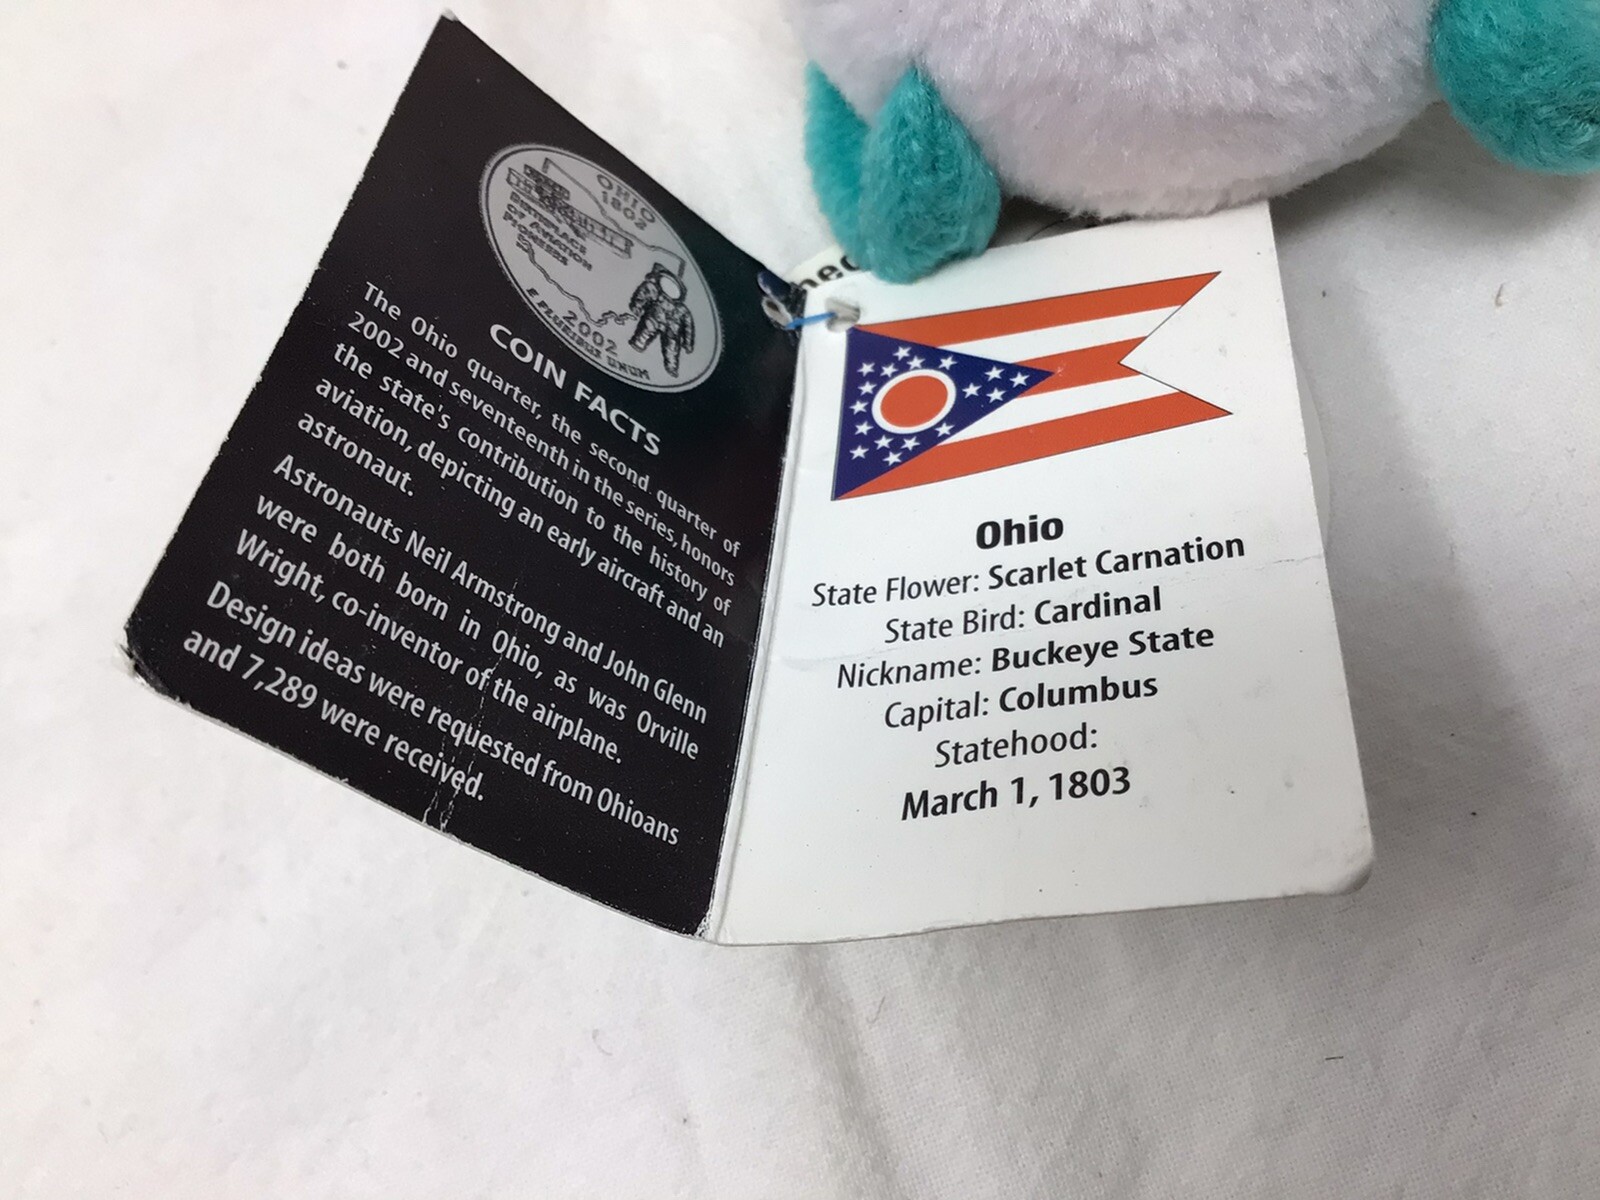 OHIO
1802
BIRTHPLACE
OF AVIATION
PIONEERS
2002
E PLURIBUS UNUM
COIN FACTS
The Ohio quarter, the second quarter of
2002 and seventeenth in the series, honors
the state's contribution to the history of
aviation, depicting an early aircraft and an
astronaut.
Astronauts Neil Armstrong and John Glenn
were both born in Ohio, as was Orville
Wright, co-inventor of the airplane.
Design ideas were requested from Ohioans
and 7,289 were received.
Ohio
State Flower: Scarlet Carnation
State Bird: Cardinal
Nickname: Buckeye State
Capital: Columbus
Statehood:
March 1, 1803